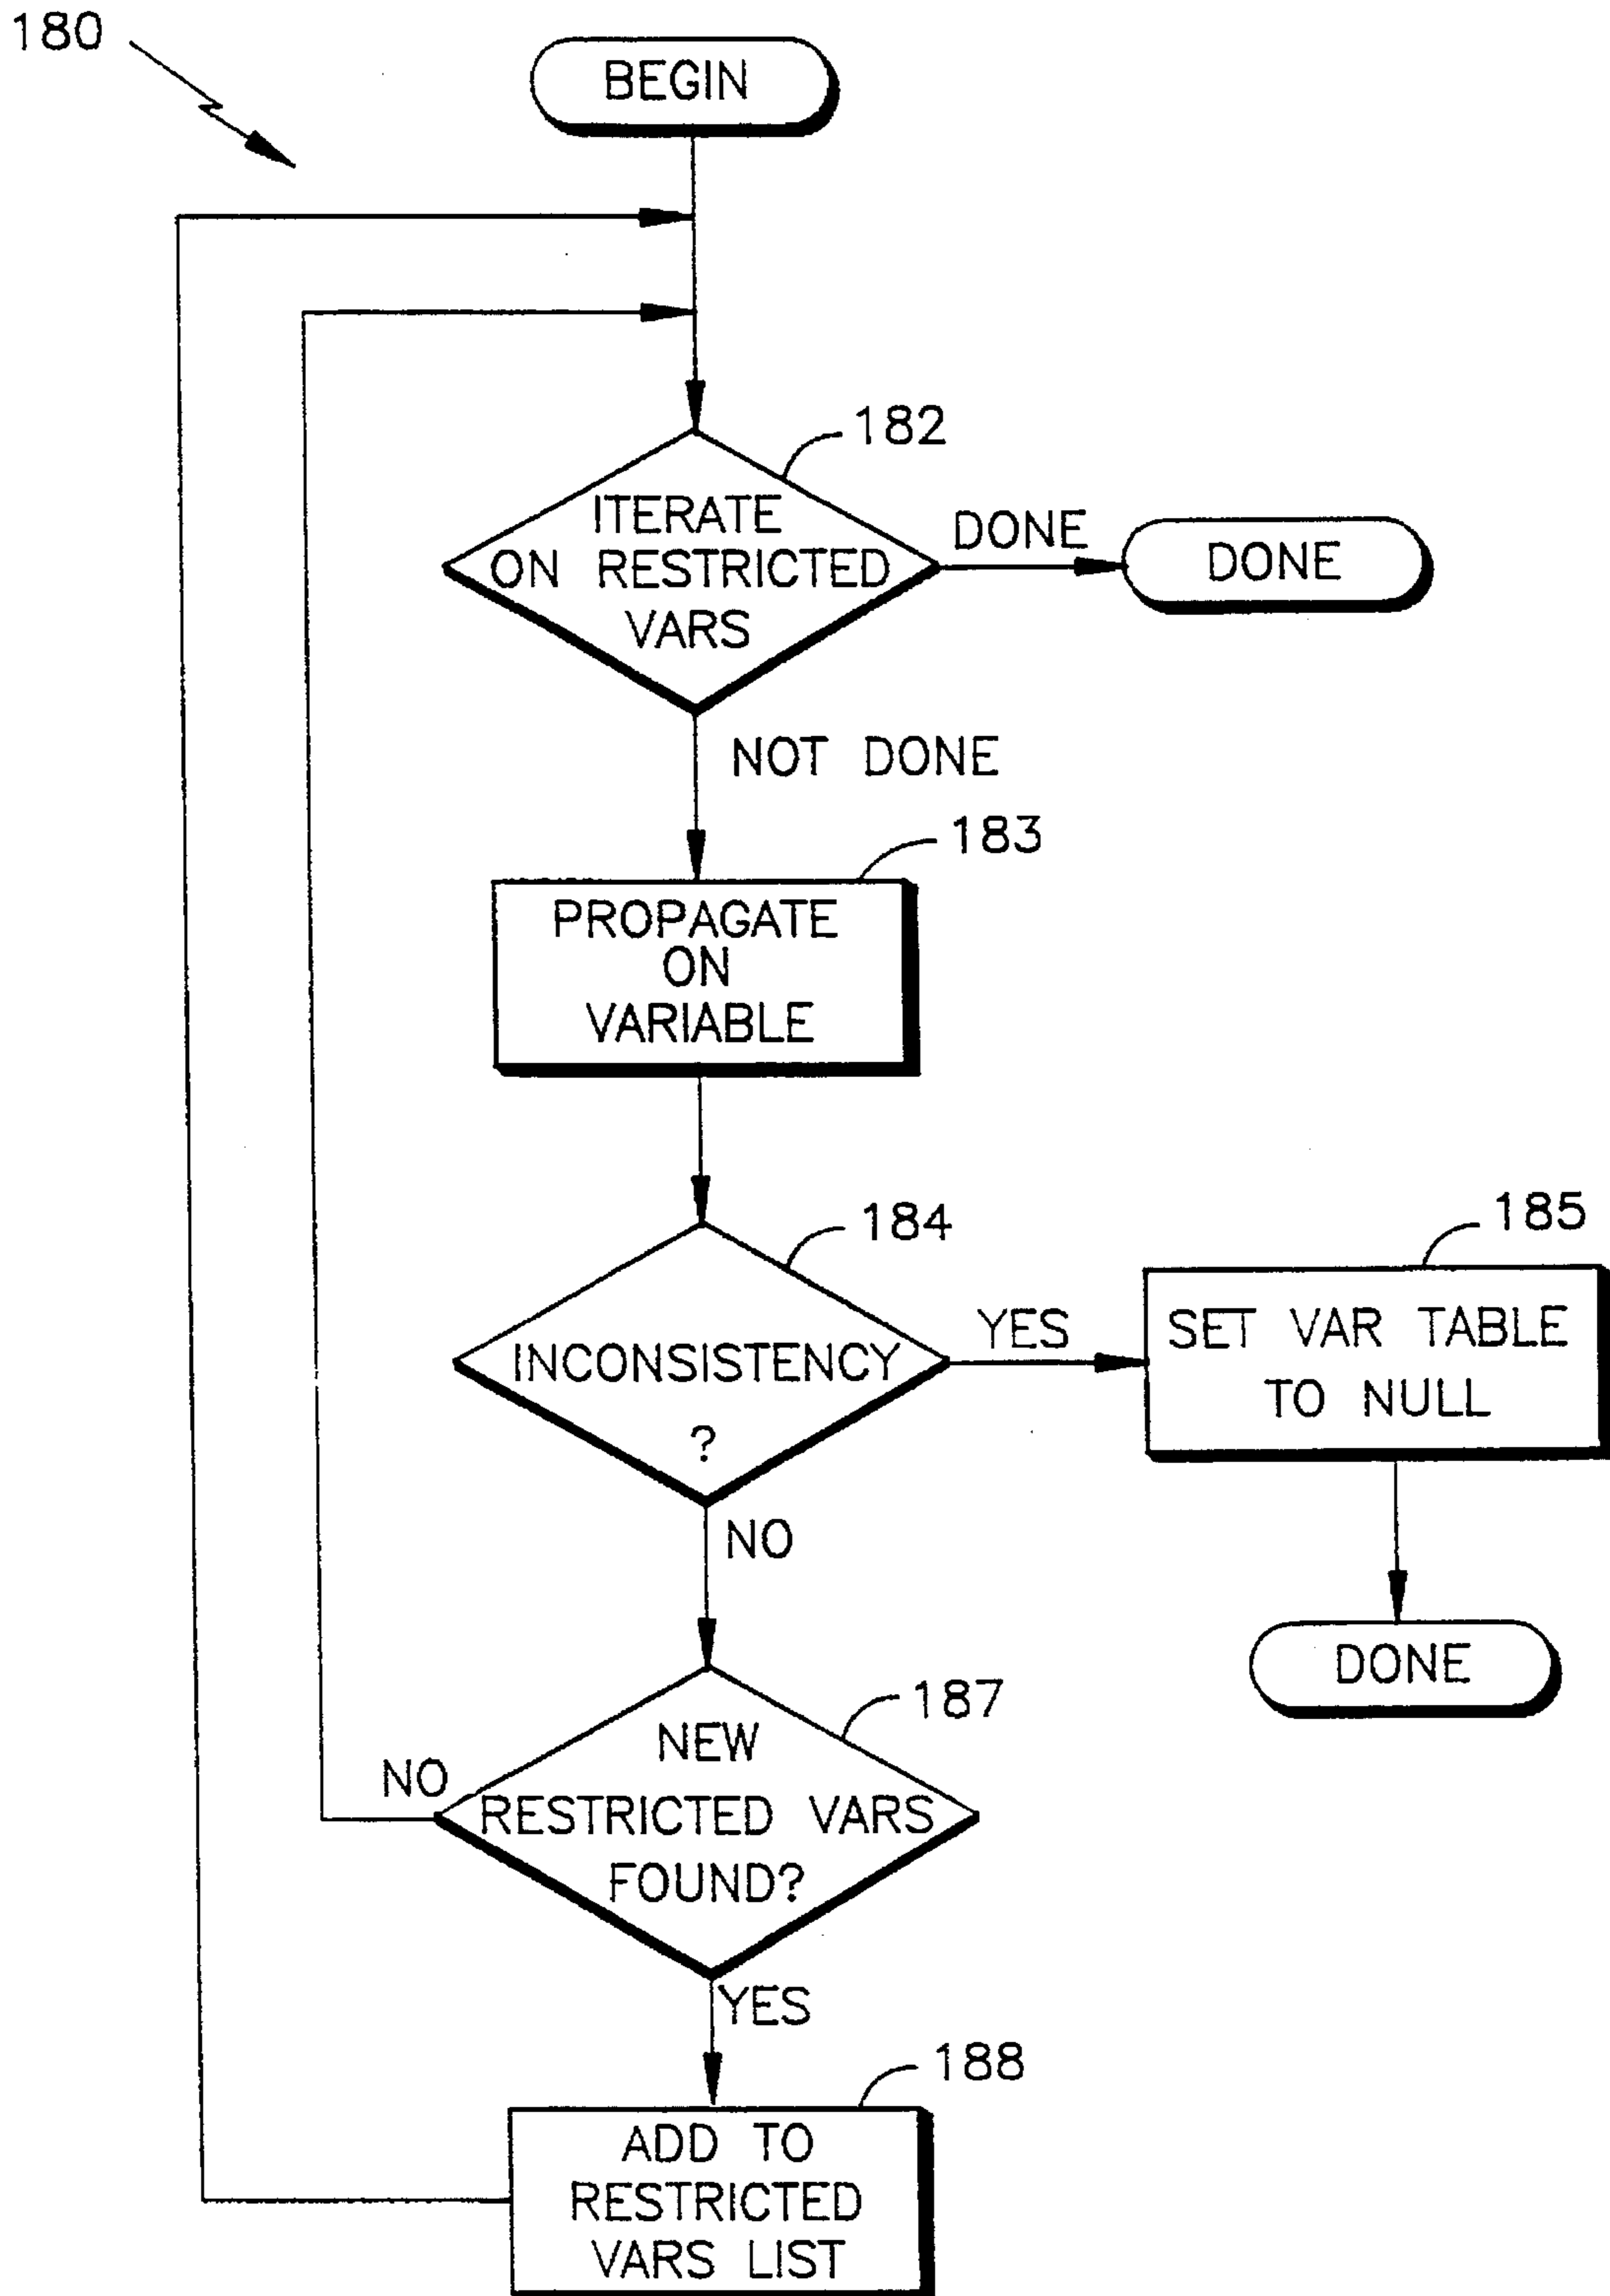 180
BEGIN
182
ITERATE
ON RESTRICTED
VARS
DONE
DONE
NOT DONE
183
PROPAGATE
ON
VARIABLE
184
INCONSISTENCY
?
YES
185
SET VAR TABLE
TO NULL
DONE
NO
187
NEW
RESTRICTED VARS
FOUND?
NO
YES
188
ADD TO
RESTRICTED
VARS LIST